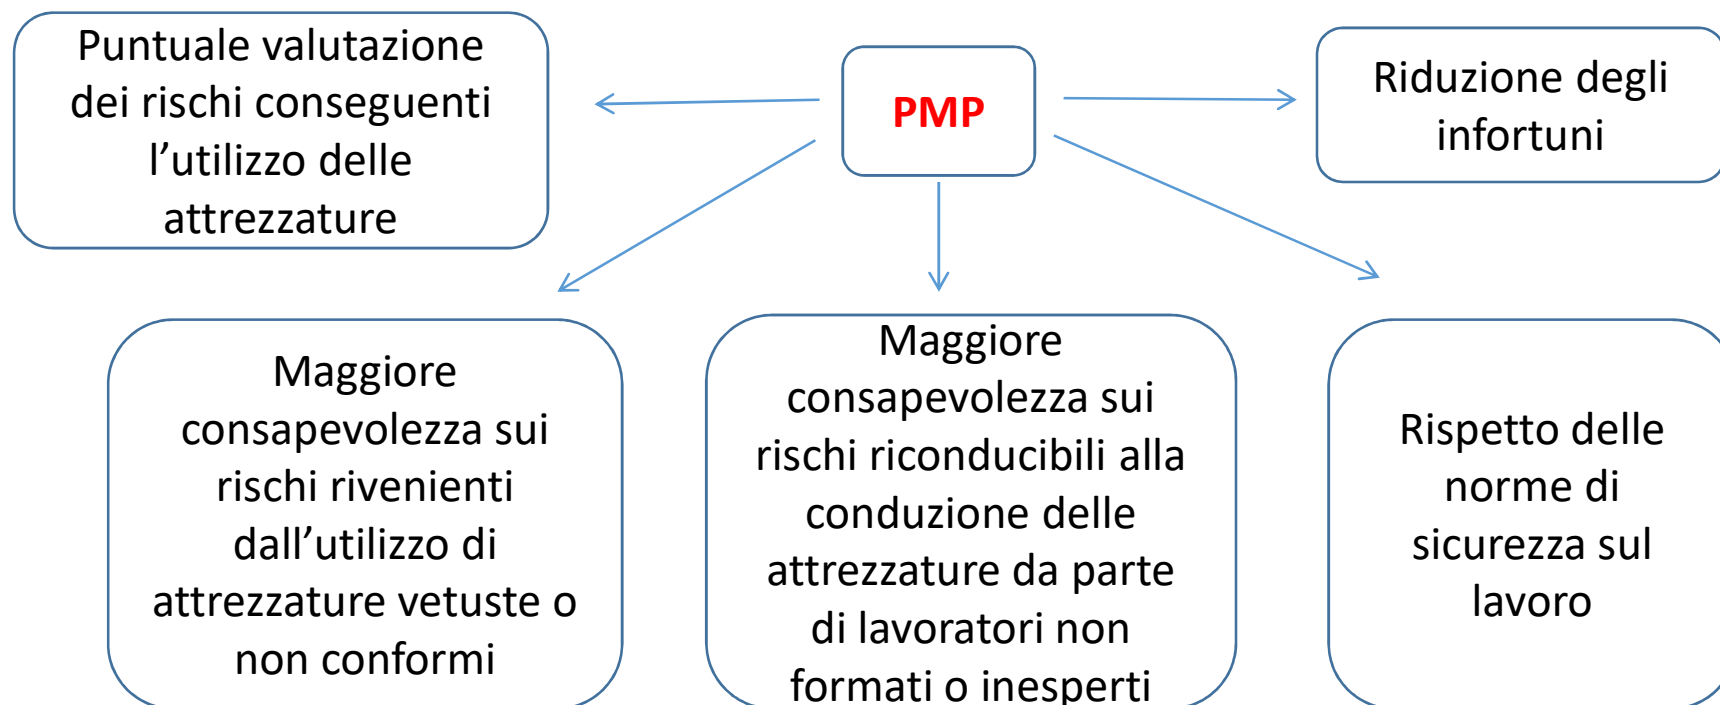 Puntuale valutazione
dei rischi conseguenti
l’utilizzo delle
attrezzature
PMP
Riduzione degli
infortuni
Maggiore
consapevolezza sui
rischi rivenienti
dall’utilizzo di
attrezzature vetuste o
non conformi
Maggiore
consapevolezza sui
rischi riconducibili alla
conduzione delle
attrezzature da parte
di lavoratori non
formati o inesperti
Rispetto delle
norme di
sicurezza sul
lavoro